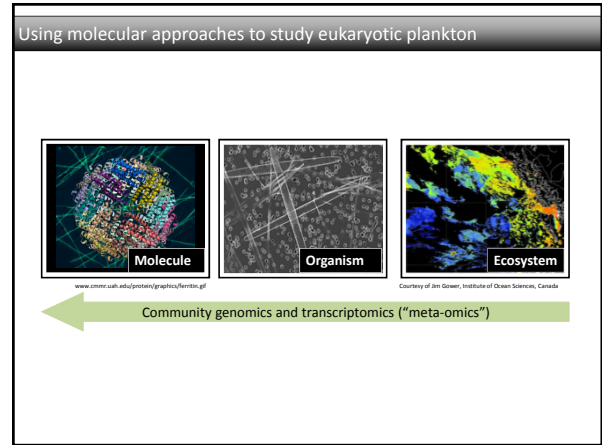 Using molecular approaches to study eukaryotic plankton
Molecule
Organism
Ecosystem
www.cmmr.uah.edu/protein/graphics/ferritin.gif
Courtesy of Jim Gower, Institute of Ocean Sciences, Canada
Community genomics and transcriptomics (“meta-omics”)